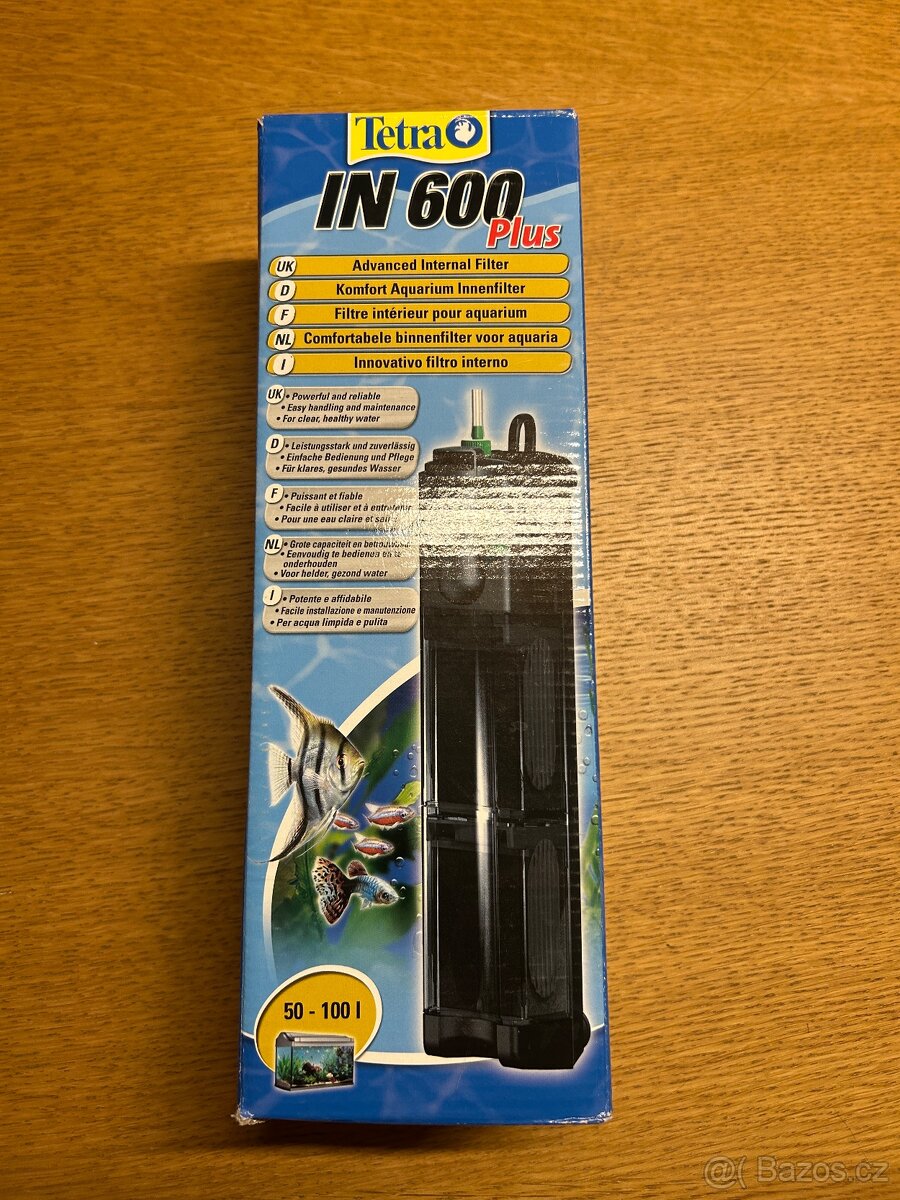 Tetra
IN 600
Plus
UK Advanced Internal Filter
D Komfort Aquarium Innenfilter
F Filtre intérieur pour aquarium
NL Comfortabele binnenfilter voor aquaria
I Innovativo filtro interno
UK • Powerful and reliable
• Easy handling and maintenance
• For clear, healthy water
D • Leistungsstark und zuverlässig
• Einfache Bedienung und Pflege
• Für klares, gesundes Wasser
F • Puissant et fiable
• Facile à utiliser et à entretenir
• Pour une eau claire et
NL • Grote capaciteit en
• Eenvoudig te bedienen en te
onderhouden
• Voor helder, gezond water
I • Potente e affidabile
• Facile installazione e manutenzione
• Per acqua limpida e pulita
50 - 100 l
@( Bazos.cz